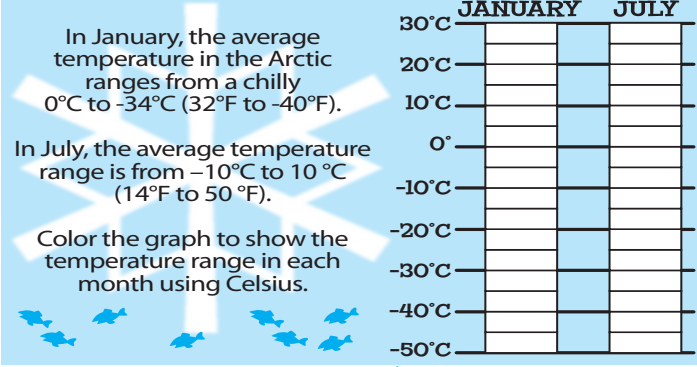 In January, the average
temperature in the Arctic
ranges from a chilly
0°C to -34°C (32°F to -40°F).
In July, the average temperature
range is from –10°C to 10 °C
(14°F to 50 °F).
Color the graph to show the
temperature range in each
month using Celsius.
JANUARY JULY
30°C
20°C
10°C
0°
-10°C
-20°C
-30°C
-40°C
-50°C